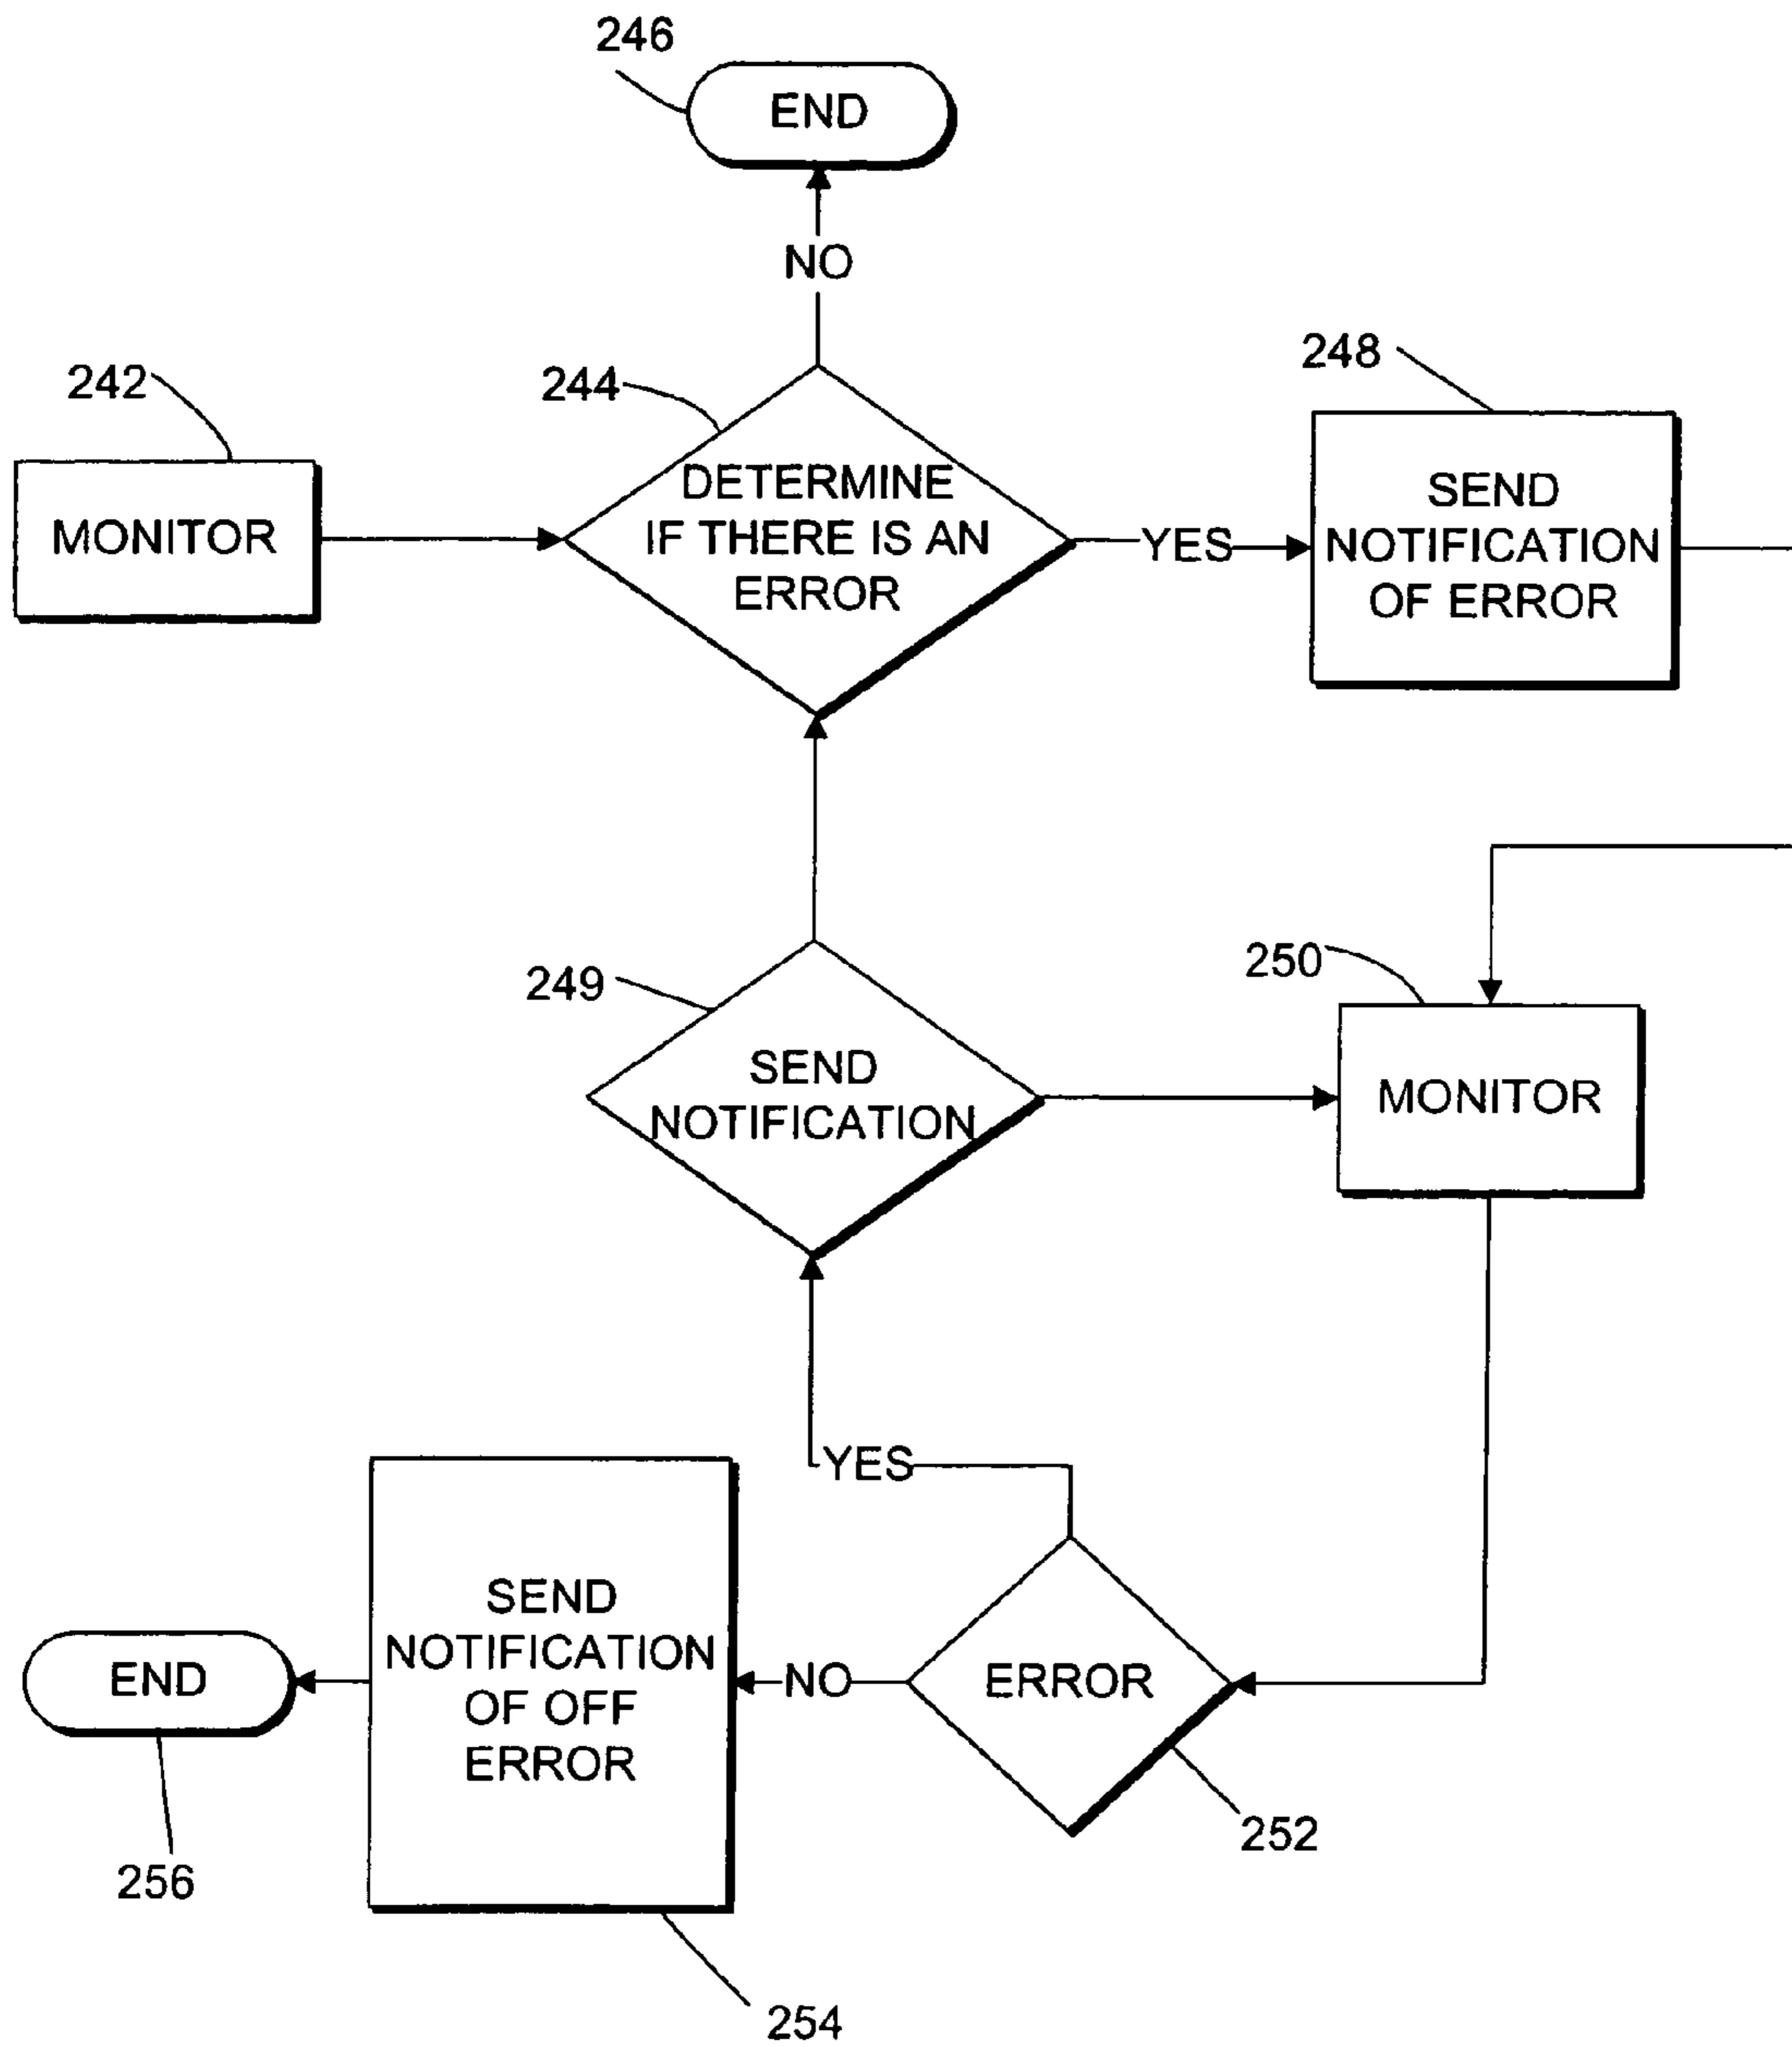 246
END
NO
242
244
248
MONITOR
DETERMINE
IF THERE IS AN
ERROR
YES
SEND
NOTIFICATION
OF ERROR
249
250
SEND
NOTIFICATION
MONITOR
YES
SEND
NOTIFICATION
OF OFF
ERROR
END
NO
ERROR
252
256
254